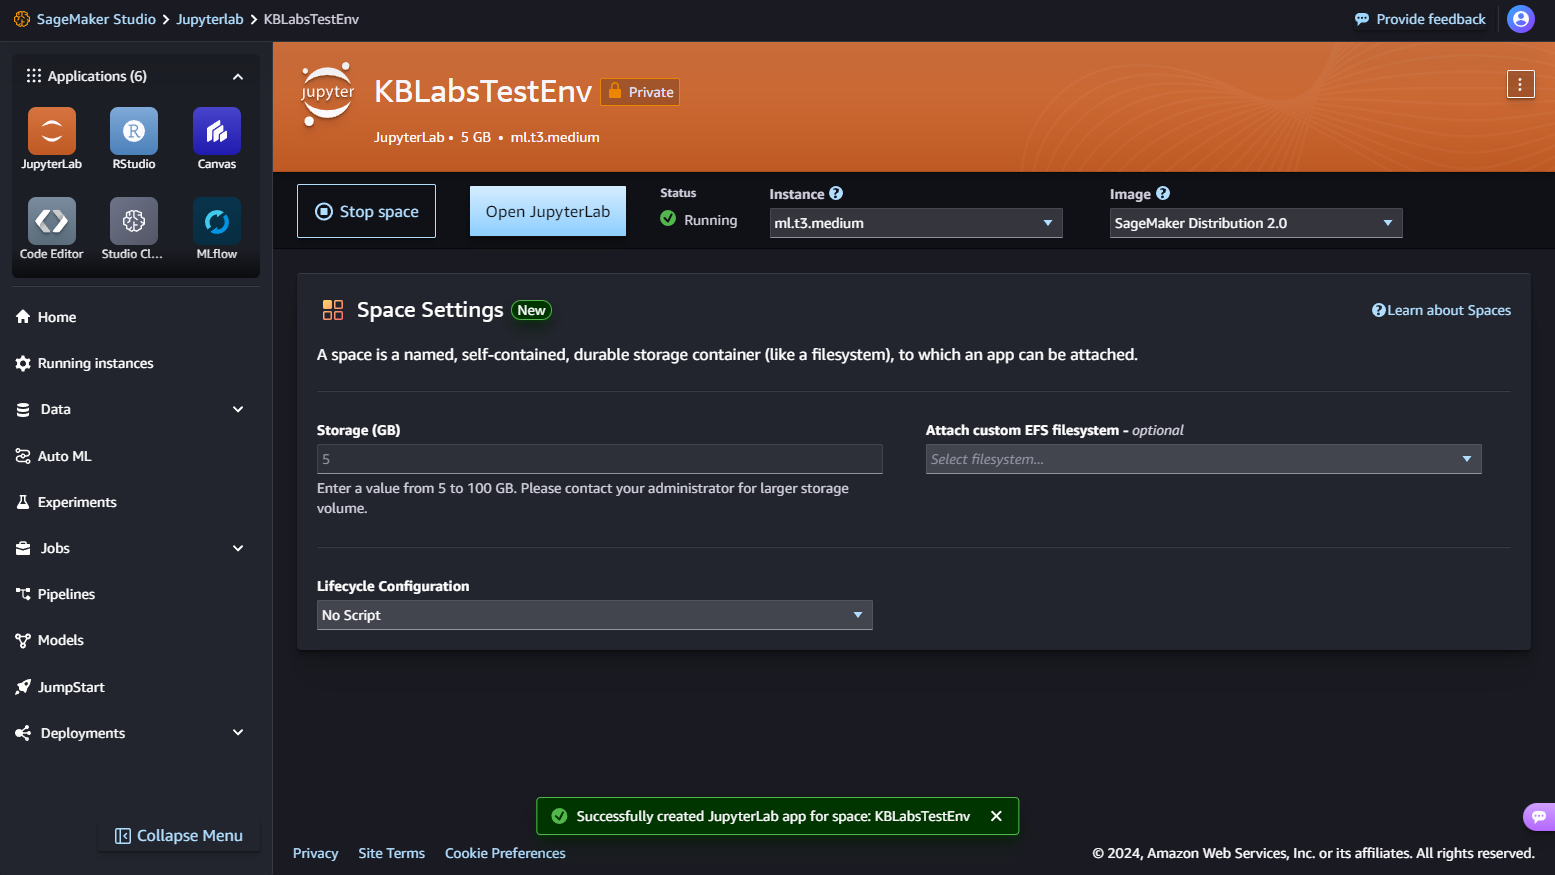 SageMaker Studio > Jupyterlab > KBLabsTestEnv
Provide feedback
Applications (6)
JupyterLab
RStudio
Canvas
Code Editor
Studio Cl...
MLflow
Home
Running instances
Data
Auto ML
Experiments
Jobs
Pipelines
Models
JumpStart
Deployments
Collapse Menu
jupyter
KBLabsTestEnv
Private
JupyterLab • 5 GB • ml.t3.medium
Stop space
Open JupyterLab
Status
Running
Instance
ml.t3.medium
Image
SageMaker Distribution 2.0
Space Settings
New
Learn about Spaces
A space is a named, self-contained, durable storage container (like a filesystem), to which an app can be attached.
Storage (GB)
5
Enter a value from 5 to 100 GB. Please contact your administrator for larger storage
volume.
Attach custom EFS filesystem - optional
Select filesystem...
Lifecycle Configuration
No Script
Successfully created JupyterLab app for space: KBLabsTestEnv
Privacy
Site Terms
Cookie Preferences
© 2024, Amazon Web Services, Inc. or its affiliates. All rights reserved.